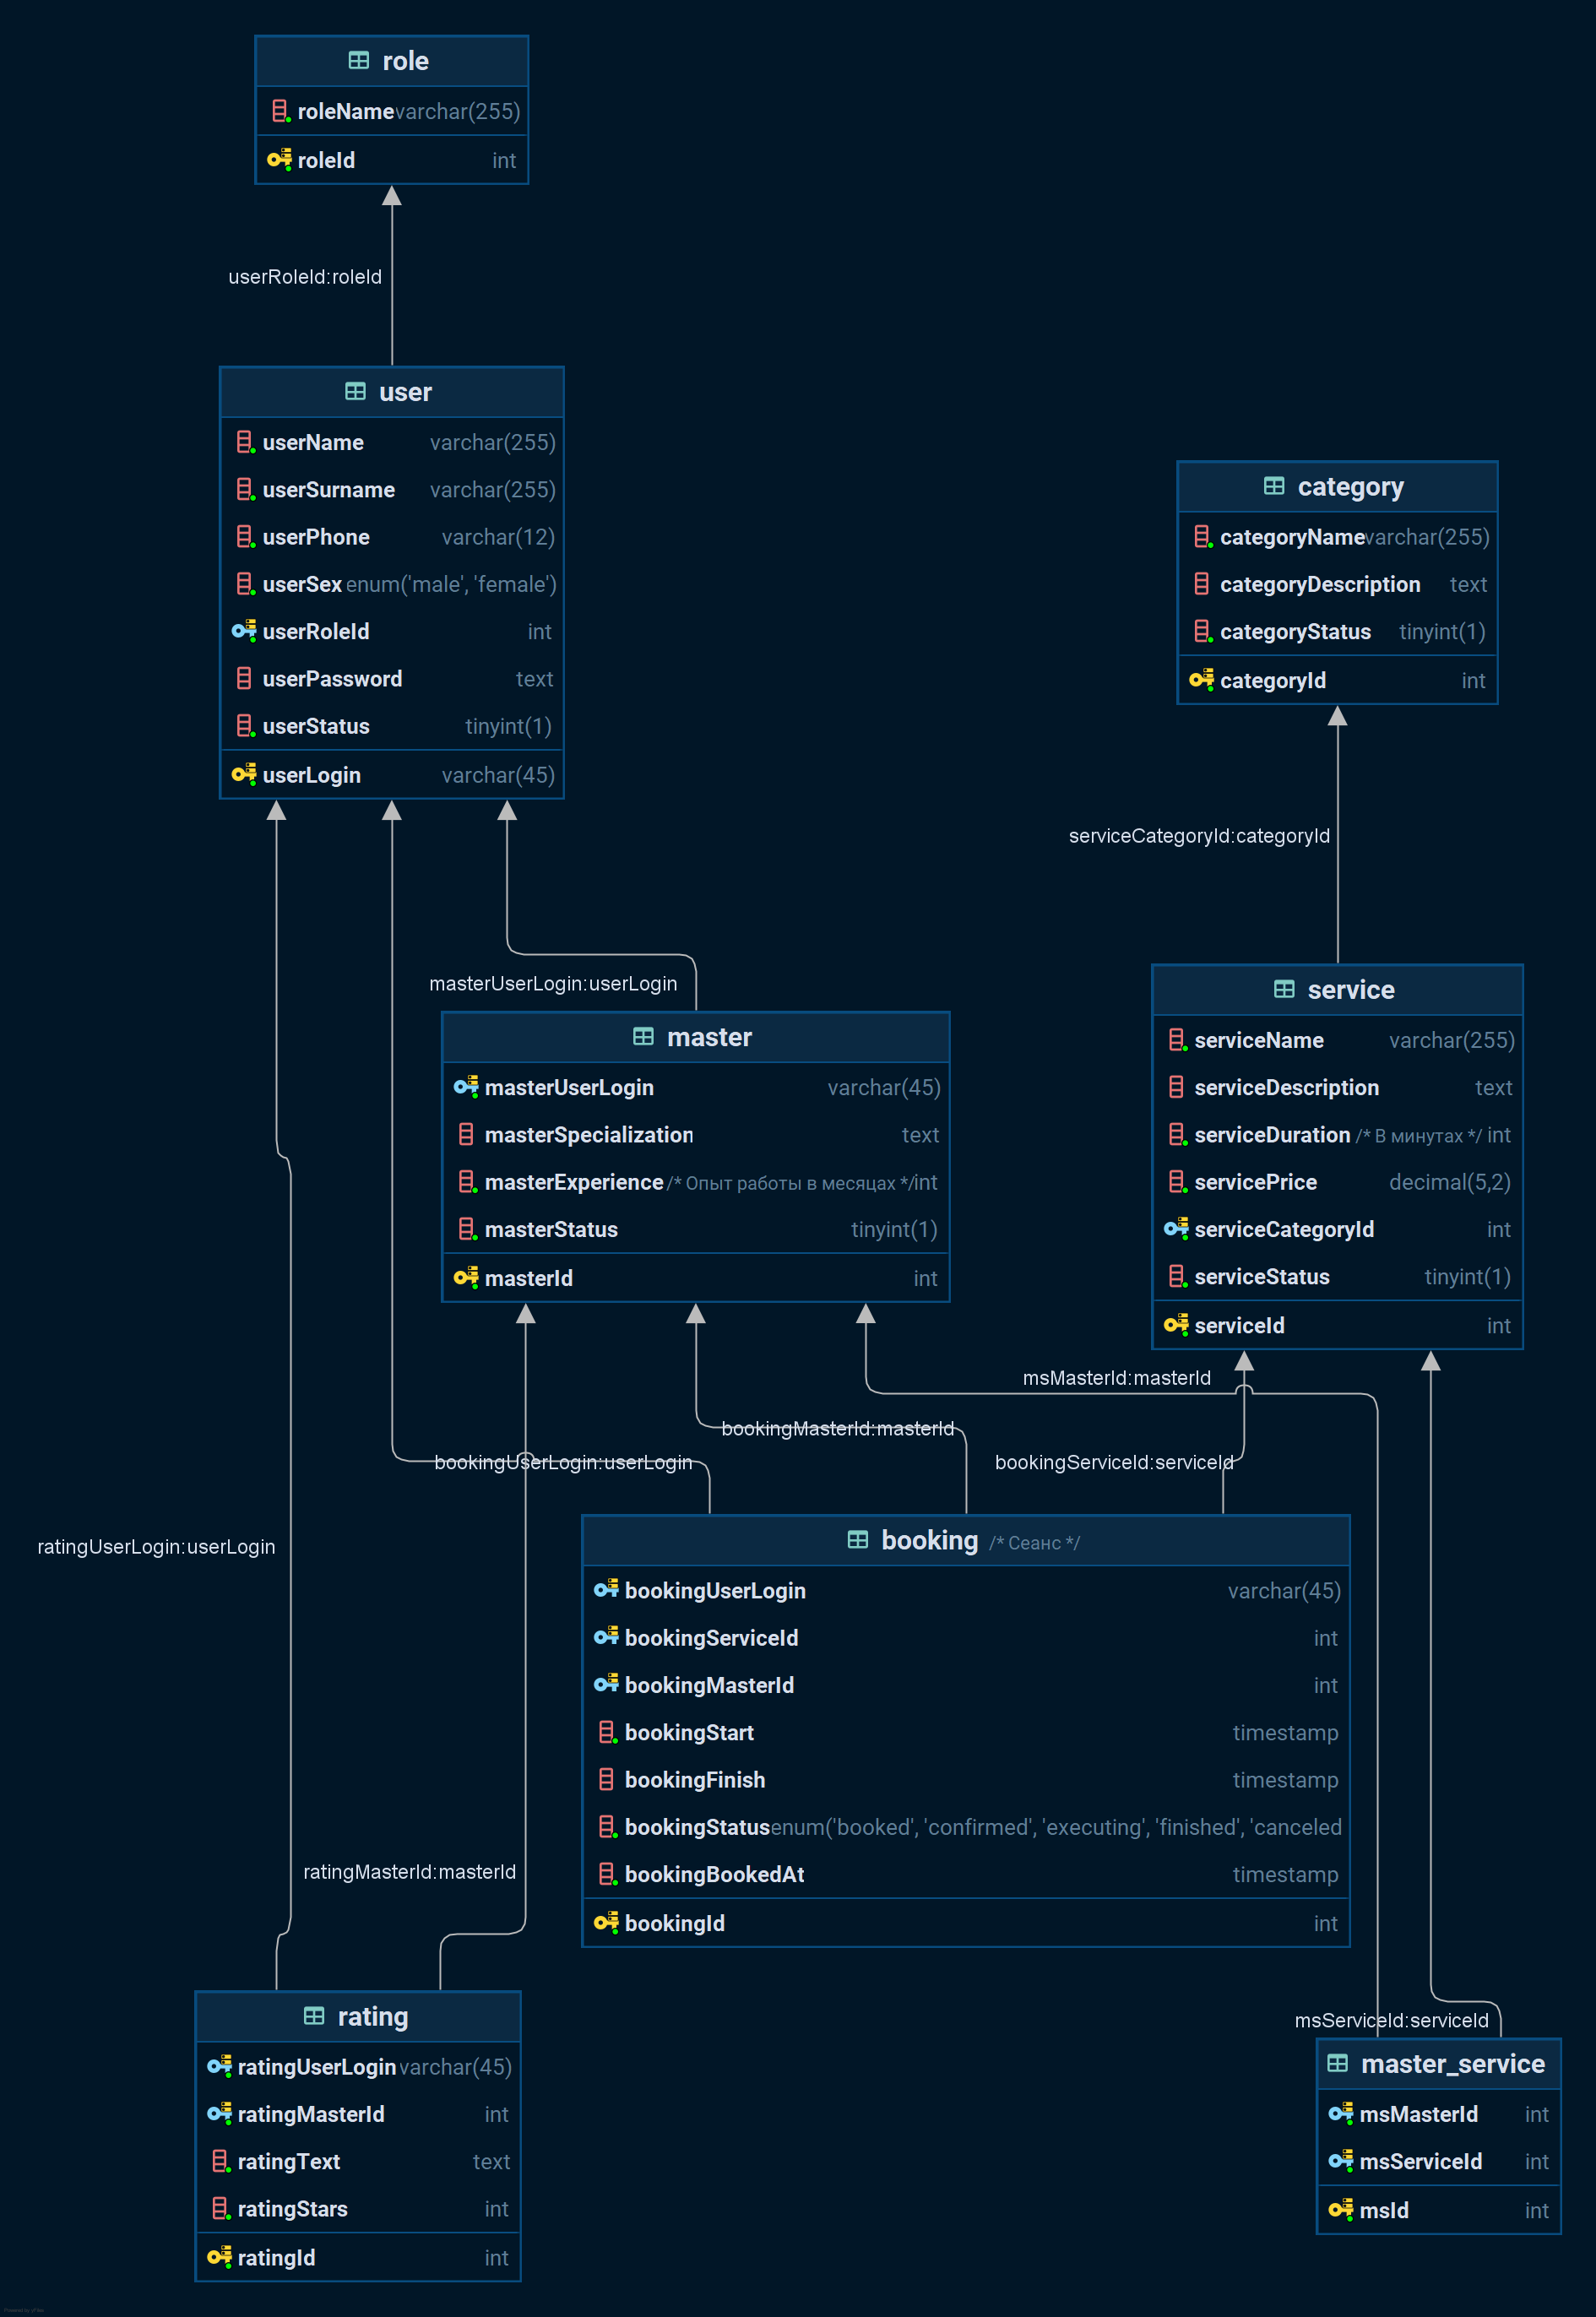 role
roleName varchar(255)
roleId int
userRoleId:roleId
user
userName varchar(255)
userSurname varchar(255)
userPhone varchar(12)
userSex enum('male', 'female')
userRoleId int
userPassword text
userStatus tinyint(1)
userLogin varchar(45)
category
categoryName varchar(255)
categoryDescription text
categoryStatus tinyint(1)
categoryId int
serviceCategoryId:categoryId
masterUserLogin:userLogin
master
masterUserLogin varchar(45)
masterSpecialization text
masterExperience /* Опыт работы в месяцах */ int
masterStatus tinyint(1)
masterId int
service
serviceName varchar(255)
serviceDescription text
serviceDuration /* В минутах */ int
servicePrice decimal(5,2)
serviceCategoryId int
serviceStatus tinyint(1)
serviceId int
msMasterId:masterId
bookingMasterId:masterId
bookingUserLogin:userLogin
bookingServiceId:serviceId
booking /* Сеанс */
bookingUserLogin varchar(45)
bookingServiceId int
bookingMasterId int
bookingStart timestamp
bookingFinish timestamp
bookingStatus enum('booked', 'confirmed', 'executing', 'finished', 'canceled
bookingBookedAt timestamp
bookingId int
ratingUserLogin:userLogin
ratingMasterId:masterId
rating
ratingUserLogin varchar(45)
ratingMasterId int
ratingText text
ratingStars int
ratingId int
msServiceId:serviceId
master_service
msMasterId int
msServiceId int
msId int
Powered by yFiles